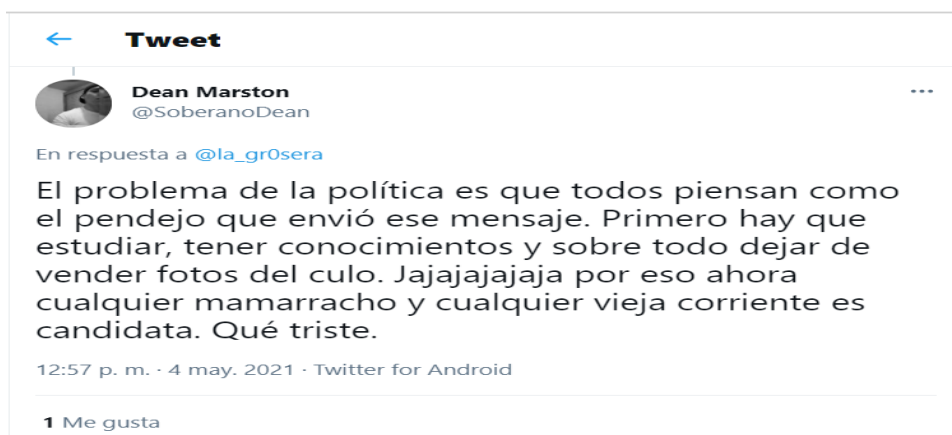 ← Tweet
Dean Marston
@SoberanoDean
...
En respuesta a @la_gr0sera
El problema de la política es que todos piensan como
el pendejo que envió ese mensaje. Primero hay que
estudiar, tener conocimientos y sobre todo dejar de
vender fotos del culo. Jajajajajaja por eso ahora
cualquier mamarracho y cualquier vieja corriente es
candidata. Qué triste.
12:57 p. m. · 4 may. 2021 · Twitter for Android
1 Me gusta